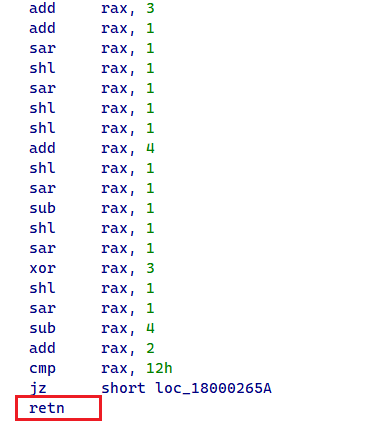 add rax, 3
add rax, 1
sar rax, 1
shl rax, 1
sar rax, 1
shl rax, 1
shl rax, 1
add rax, 4
shl rax, 1
sar rax, 1
sub rax, 1
shl rax, 1
sar rax, 1
xor rax, 3
shl rax, 1
sar rax, 1
sub rax, 4
add rax, 2
cmp rax, 12h
jz short loc_18000265A
retn